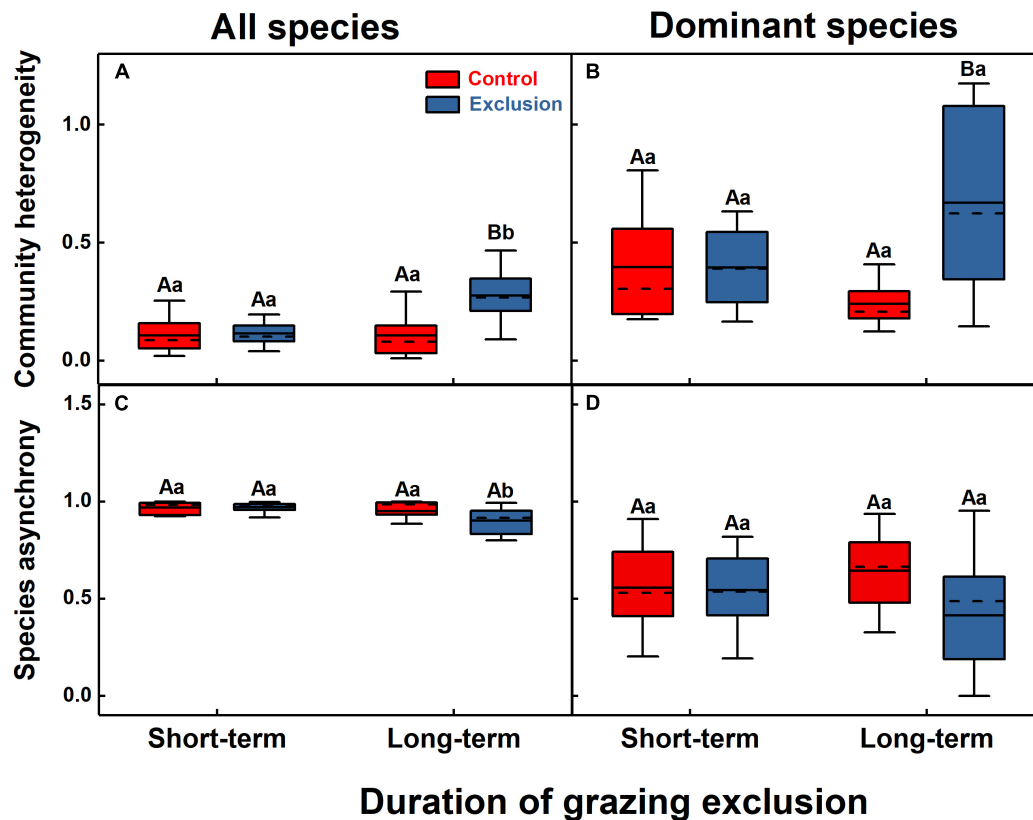 All species
Dominant species
Community heterogeneity
A
Control
Exclusion
1.0
0.5
0.0
Aa
Aa
Aa
Bb
B
Aa
Aa
Aa
Ba
Species asynchrony
C
1.5
1.0
0.5
0.0
Aa
Aa
Aa
Ab
D
Aa
Aa
Aa
Aa
Short-term
Long-term
Short-term
Long-term
Duration of grazing exclusion